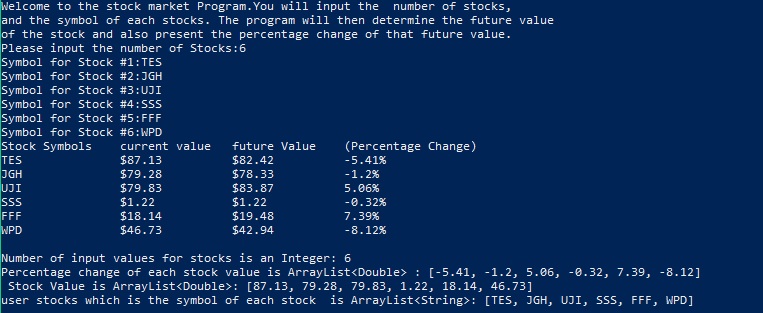 Welcome to the stock market Program.You will input the  number of stocks,
and the symbol of each stocks. The program will then determine the future value
of the stock and also present the percentage change of that future value.
Please input the number of Stocks:6
Symbol for Stock #1:TES
Symbol for Stock #2:JGH
Symbol for Stock #3:UJI
Symbol for Stock #4:SSS
Symbol for Stock #5:FFF
Symbol for Stock #6:WPD
Stock Symbols    current value   future Value    (Percentage Change)
TES              $87.13          $82.42          -5.41%
JGH              $79.28          $78.33          -1.2%
UJI              $79.83          $83.87          5.06%
SSS              $1.22           $1.22           -0.32%
FFF              $18.14          $19.48          7.39%
WPD              $46.73          $42.94          -8.12%
Number of input values for stocks is an Integer: 6
Percentage change of each stock value is ArrayList<Double> : [-5.41, -1.2, 5.06, -0.32, 7.39, -8.12]
 Stock Value is ArrayList<Double>: [87.13, 79.28, 79.83, 1.22, 18.14, 46.73]
user stocks which is the symbol of each stock  is ArrayList<String>: [TES, JGH, UJI, SSS, FFF, WPD]